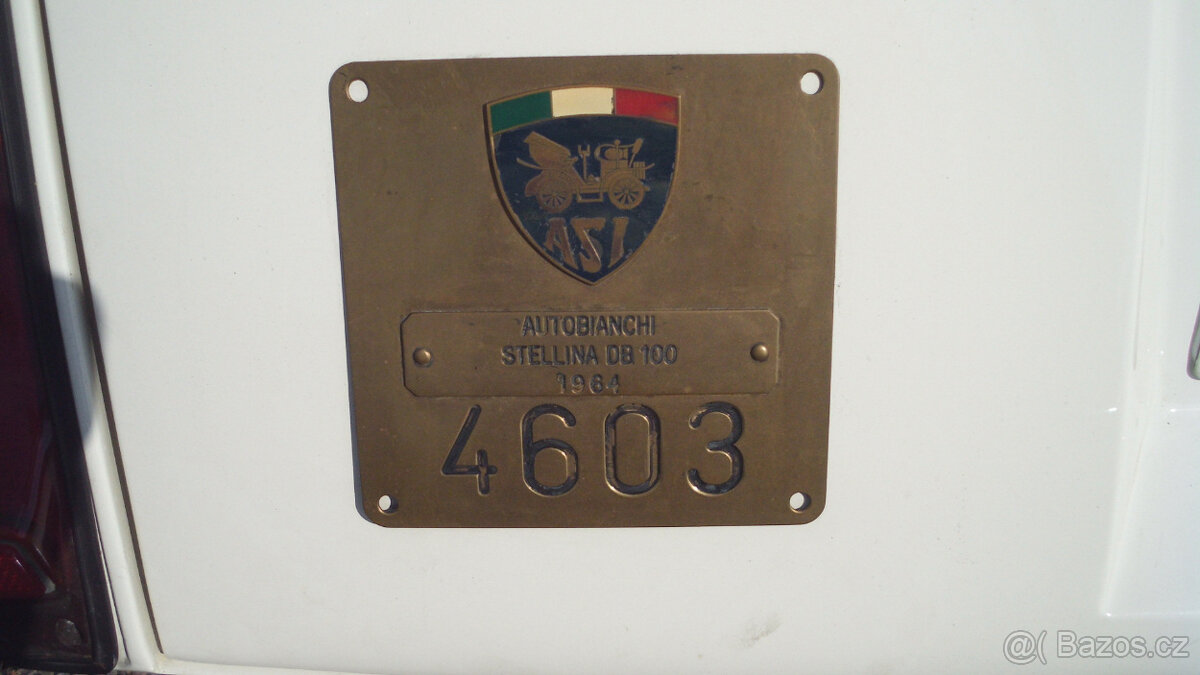 ASI
AUTOBIANCHI
STELLINA DB 100
1964
4603
@( Bazos.cz